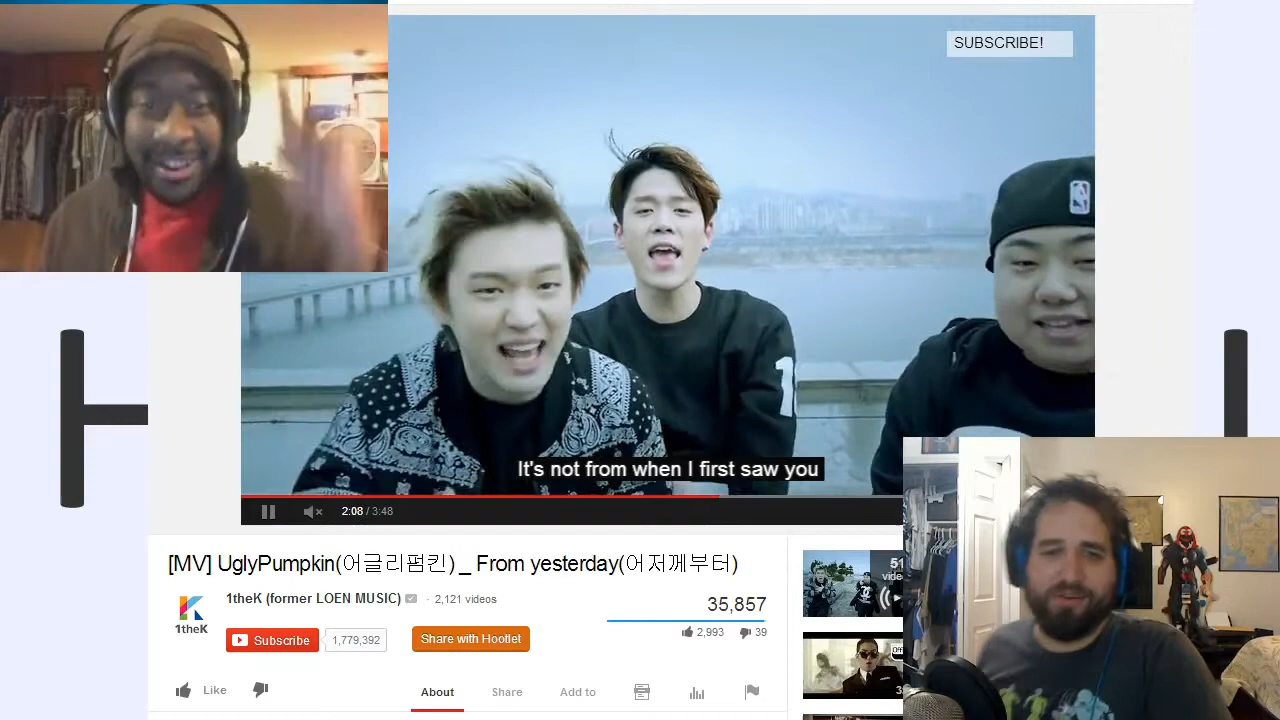 SUBSCRIBE!
It's not from when I first saw you
2:08 / 3:48
[MV] UglyPumpkin(어글리펌킨) _ From yesterday(어저께부터)
1theK (former LOEN MUSIC) · 2,121 videos
1theK
Subscribe 1,779,392
Share with Hootlet
35,857
2,993 39
Like
About Share Add to